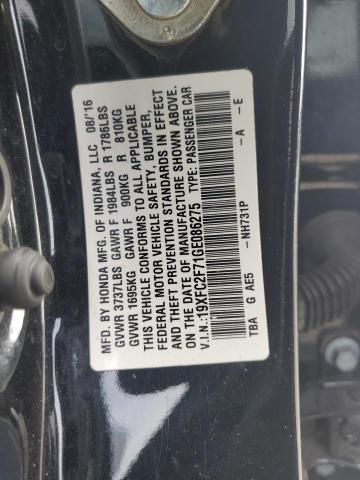 MFD. BY HONDA MFG. OF INDIANA, LLC 08/16
GVWR 3737LBS GAWR F 1984LBS R 1786LBS
GVWR 1695KG GAWR F 900KG R 810KG
THIS VEHICLE CONFORMS TO ALL APPLICABLE
FEDERAL MOTOR VEHICLE SAFETY, BUMPER,
AND THEFT PREVENTION STANDARDS IN EFFECT
ON THE DATE OF MANUFACTURE SHOWN ABOVE.
V.I.N.:19XFC2F71GE086275 TYPE: PASSENGER CAR
-NH731P -A -E
TBA G AE5